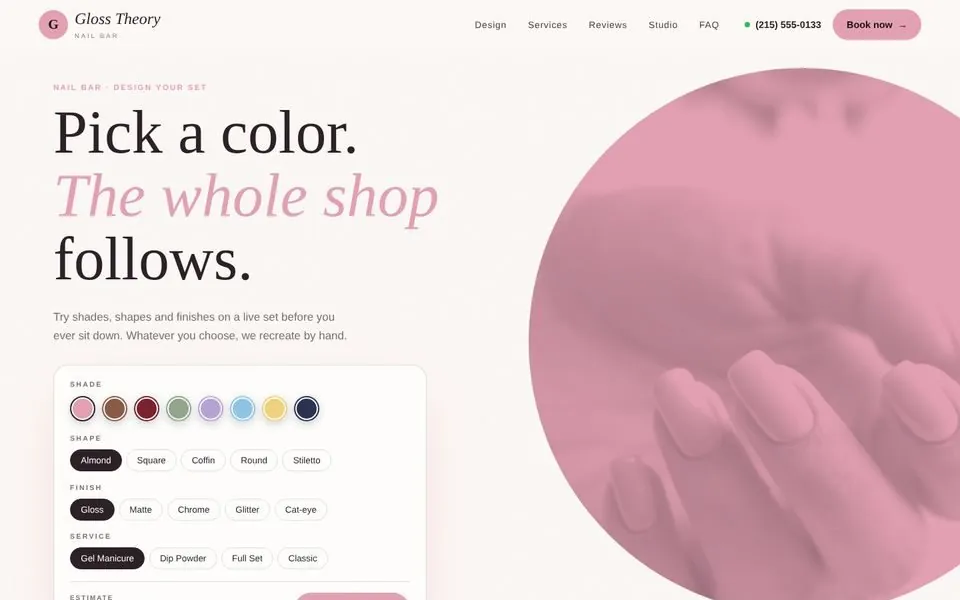 G
Gloss Theory
NAIL BAR
Design Services Reviews Studio FAQ (215) 555-0133 Book now →
NAIL BAR · DESIGN YOUR SET
Pick a color.
The whole shop
follows.
Try shades, shapes and finishes on a live set before you
ever sit down. Whatever you choose, we recreate by hand.
SHADE
SHAPE
Almond Square Coffin Round Stiletto
FINISH
Gloss Matte Chrome Glitter Cat-eye
SERVICE
Gel Manicure Dip Powder Full Set Classic
ESTIMATE